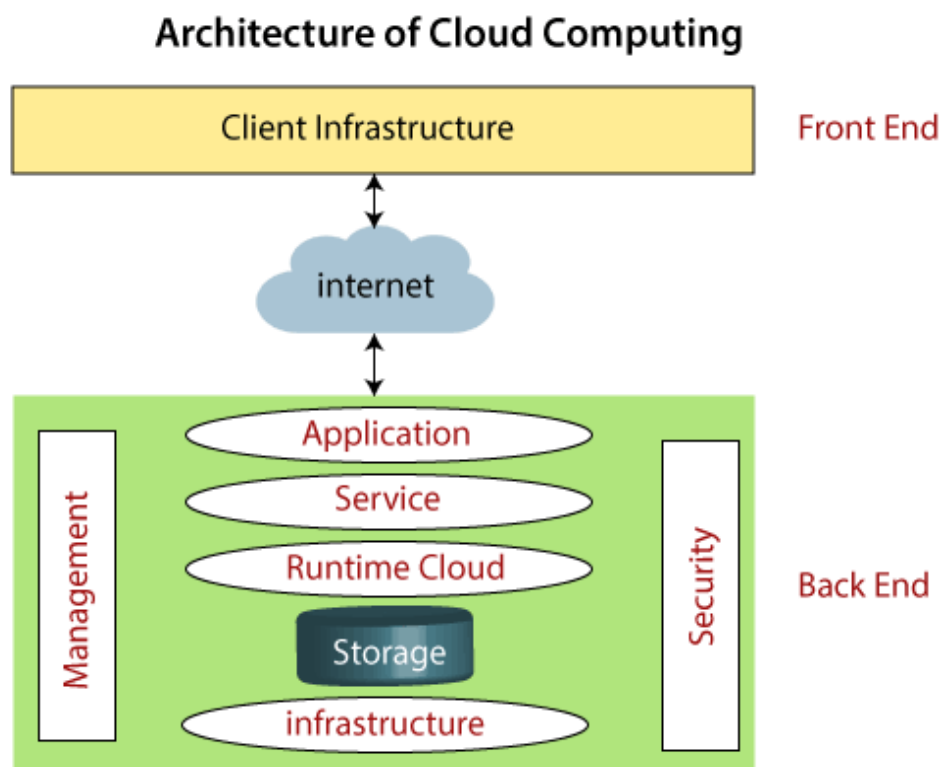 Architecture of Cloud Computing
Client Infrastructure
Front End
internet
Application
Service
Runtime Cloud
Storage
infrastructure
Management
Security
Back End